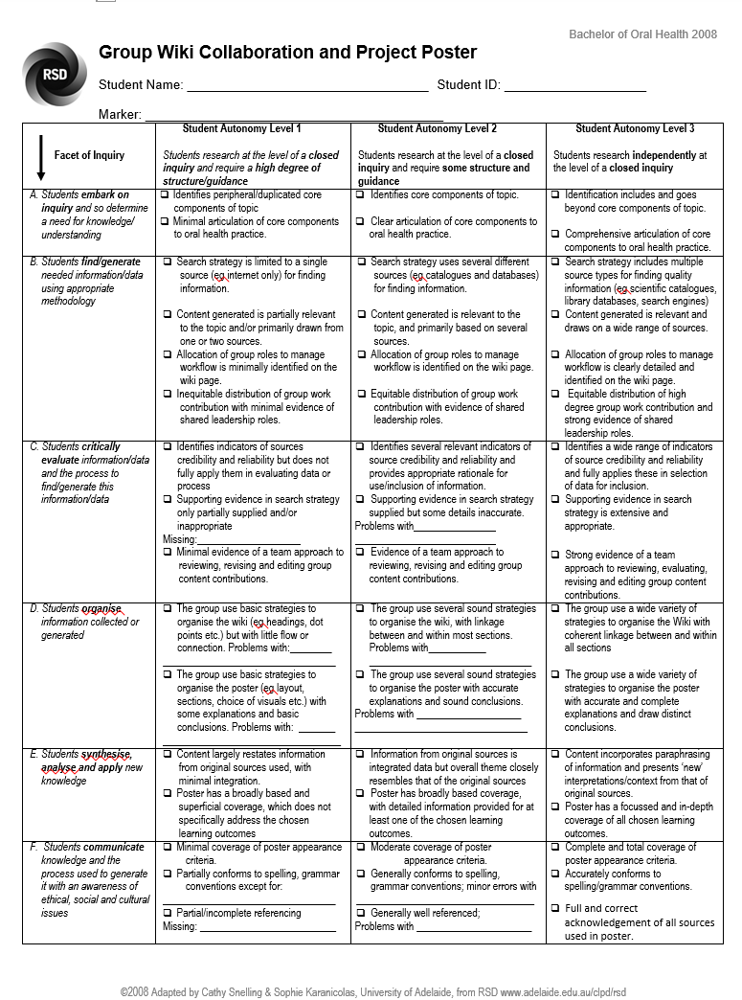 Bachelor of Oral Health 2008
RSD
Group Wiki Collaboration and Project Poster
Student Name: ____________________ Student ID: ____________________
Marker: ____________________
Facet of Inquiry
Student Autonomy Level 1
Students research at the level of a closed
inquiry and require a high degree of
structure/guidance
Student Autonomy Level 2
Students research at the level of a closed
inquiry and require some structure and
guidance
Student Autonomy Level 3
Students research independently at
the level of a closed inquiry
A. Students embark on
inquiry and so determine
a need for knowledge/
understanding
❑ Identifies peripheral/duplicated core
components of topic
❑ Minimal articulation of core components
to oral health practice.
❑ Identifies core components of topic.
❑ Clear articulation of core components to
oral health practice.
❑ Identification includes and goes
beyond core components of topic.
❑ Comprehensive articulation of core
components to oral health practice.
B. Students find/generate
needed information/data
using appropriate
methodology
❑ Search strategy is limited to a single
source (eg internet only) for finding
information.
❑ Content generated is partially relevant
to the topic and/or primarily drawn from
one or two sources.
❑ Allocation of group roles to manage
workflow is minimally identified on the
wiki page.
❑ Inequitable distribution of group work
contribution with minimal evidence of
shared leadership roles.
❑ Search strategy uses several different
sources (eg catalogues and databases)
for finding information.
❑ Content generated is relevant to the
topic, and primarily based on several
sources.
❑ Allocation of group roles to manage
workflow is identified on the wiki page.
❑ Equitable distribution of group work
contribution with evidence of shared
leadership roles.
❑ Search strategy includes multiple
source types for finding quality
information (eg scientific catalogues,
library databases, search engines)
❑ Content generated is relevant and
draws on a wide range of sources.
❑ Allocation of group roles to manage
workflow is clearly detailed and
identified on the wiki page.
❑ Equitable distribution of high
degree group work contribution and
strong evidence of shared
leadership roles.
C. Students critically
evaluate information/data
and the process to
find/generate this
information/data
❑ Identifies indicators of sources
credibility and reliability but does not
fully apply them in evaluating data or
process
❑ Supporting evidence in search strategy
only partially supplied and/or
inappropriate
Missing:____________________
❑ Minimal evidence of a team approach to
reviewing, revising and editing group
content contributions.
❑ Identifies several relevant indicators of
source credibility and reliability and
provides appropriate rationale for
use/inclusion of information.
❑ Supporting evidence in search strategy
supplied but some details inaccurate.
Problems with________________
____________________________
❑ Evidence of a team approach to
reviewing, revising and editing group
content contributions.
❑ Identifies a wide range of indicators
of source credibility and reliability
and fully applies these in selection
of data for inclusion.
❑ Supporting evidence in search
strategy is extensive and
appropriate.
❑ Strong evidence of a team
approach to reviewing, evaluating,
revising and editing group content
contributions.
D. Students organise
information collected or
generated
❑ The group use basic strategies to
organise the wiki (eg headings, dot
points etc.) but with little flow or
connection. Problems with:________
____________________________
❑ The group use basic strategies to
organise the poster (eg layout,
sections, choice of visuals etc.) with
some explanations and basic
conclusions. Problems with: _______
____________________________
❑ The group use several sound strategies
to organise the wiki, with linkage
between and within most sections.
Problems with___________
____________________________
❑ The group use several sound strategies
to organise the poster with accurate
explanations and sound conclusions.
Problems with ____________________
____________________________
❑ The group use a wide variety of
strategies to organise the Wiki with
coherent linkage between and within
all sections
❑ The group use a wide variety of
strategies to organise the poster
with accurate and complete
explanations and draw distinct
conclusions.
E. Students synthesise,
analyse and apply new
knowledge
❑ Content largely restates information
from original sources used, with
minimal integration.
❑ Poster has a broadly based and
superficial coverage, which does not
specifically address the chosen
learning outcomes
❑ Information from original sources is
integrated data but overall theme closely
resembles that of the original sources
❑ Poster has broadly based coverage,
with detailed information provided for at
least one of the chosen learning
outcomes.
❑ Content incorporates paraphrasing
of information and presents ‘new’
interpretations/context from that of
original sources.
❑ Poster has a focussed and in-depth
coverage of all chosen learning
outcomes.
F. Students communicate
knowledge and the
process used to generate
it with an awareness of
ethical, social and cultural
issues
❑ Minimal coverage of poster appearance
criteria.
❑ Partially conforms to spelling, grammar
conventions except for:
____________________________
❑ Partial/incomplete referencing
Missing: ____________________
❑ Moderate coverage of poster
appearance criteria.
❑ Generally conforms to spelling,
grammar conventions; minor errors with
____________________________
❑ Generally well referenced;
Problems with ____________________
❑ Complete and total coverage of
poster appearance criteria.
❑ Accurately conforms to
spelling/grammar conventions.
❑ Full and correct
acknowledgement of all sources
used in poster.
©2008 Adapted by Cathy Snelling & Sophie Karanicolas, University of Adelaide, from RSD www.adelaide.edu.au/clpd/rsd